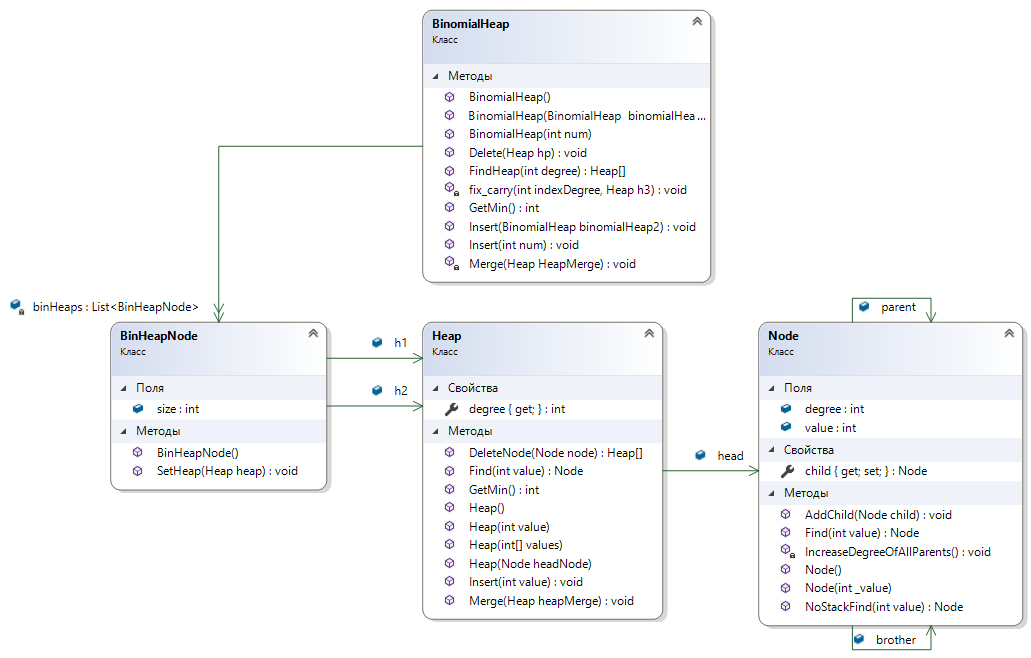 BinomialHeap
Класс
Методы
BinomialHeap()
BinomialHeap(BinomialHeap binomialHea...
BinomialHeap(int num)
Delete(Heap hp) : void
FindHeap(int degree) : Heap[]
fix_carry(int indexDegree, Heap h3) : void
GetMin() : int
Insert(BinomialHeap binomialHeap2) : void
Insert(int num) : void
Merge(Heap HeapMerge) : void
binHeaps : List<BinHeapNode>
BinHeapNode
Класс
Поля
size : int
Методы
BinHeapNode()
SetHeap(Heap heap) : void
h1
h2
Heap
Класс
Свойства
degree { get; } : int
Методы
DeleteNode(Node node) : Heap[]
Find(int value) : Node
GetMin() : int
Heap()
Heap(int value)
Heap(int[] values)
Heap(Node headNode)
Insert(int value) : void
Merge(Heap heapMerge) : void
head
parent
Node
Класс
Поля
degree : int
value : int
Свойства
child { get; set; } : Node
Методы
AddChild(Node child) : void
Find(int value) : Node
IncreaseDegreeOfAllParents() : void
Node()
Node(int _value)
NoStackFind(int value) : Node
brother